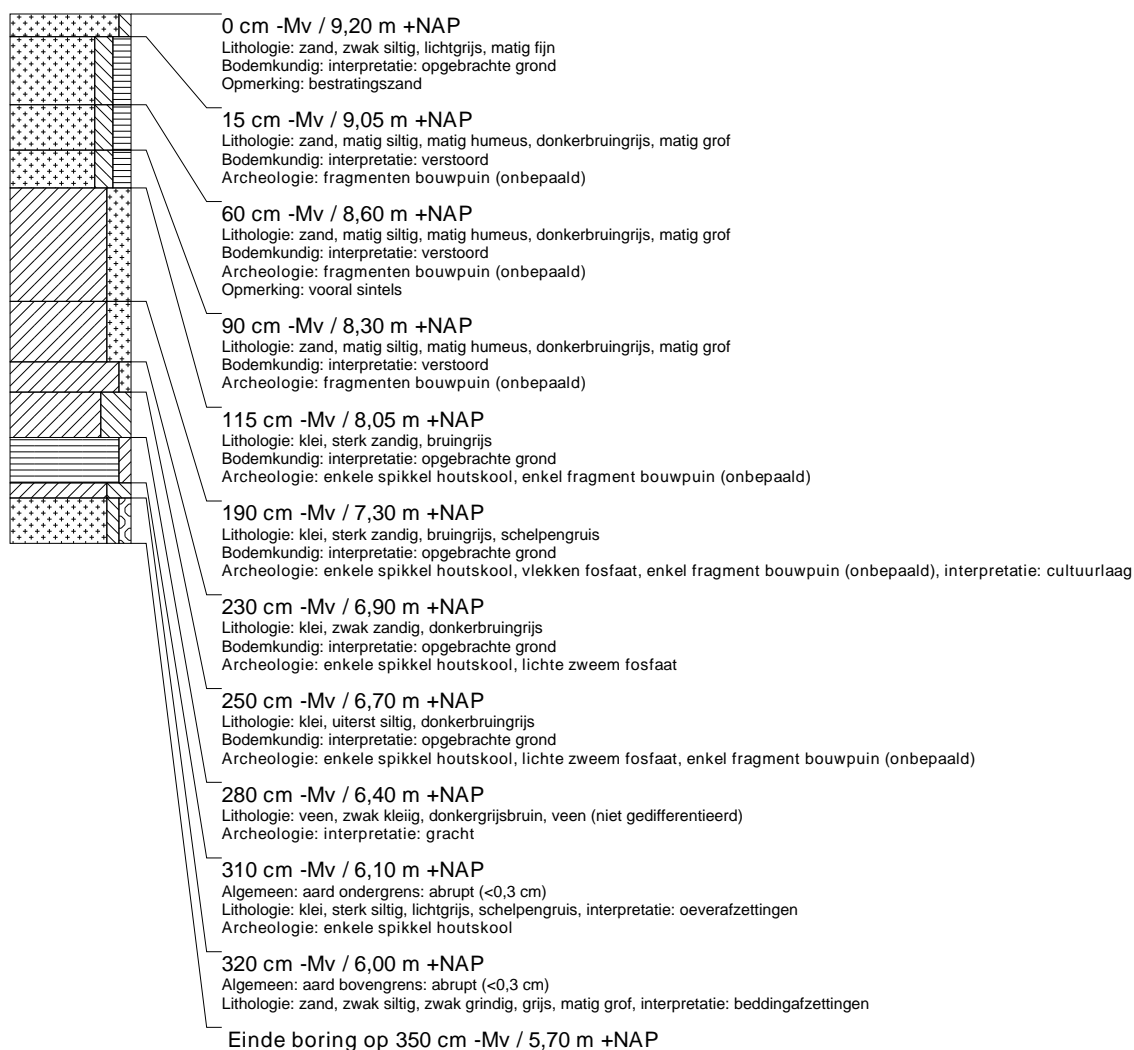 0 cm -Mv / 9,20 m +NAP
Lithologie: zand, zwak siltig, lichtgrijs, matig fijn
Bodemkundig: interpretatie: opgebrachte grond
Opmerking: bestratingszand
15 cm -Mv / 9,05 m +NAP
Lithologie: zand, matig siltig, matig humeus, donkerbruingrijs, matig grof
Bodemkundig: interpretatie: verstoord
Archeologie: fragmenten bouwpuin (onbepaald)
60 cm -Mv / 8,60 m +NAP
Lithologie: zand, matig siltig, matig humeus, donkerbruingrijs, matig grof
Bodemkundig: interpretatie: verstoord
Archeologie: fragmenten bouwpuin (onbepaald)
Opmerking: vooral sintels
90 cm -Mv / 8,30 m +NAP
Lithologie: zand, matig siltig, matig humeus, donkerbruingrijs, matig grof
Bodemkundig: interpretatie: verstoord
Archeologie: fragmenten bouwpuin (onbepaald)
115 cm -Mv / 8,05 m +NAP
Lithologie: klei, sterk zandig, bruingrijs
Bodemkundig: interpretatie: opgebrachte grond
Archeologie: enkele spikkel houtskool, enkel fragment bouwpuin (onbepaald)
190 cm -Mv / 7,30 m +NAP
Lithologie: klei, sterk zandig, bruingrijs, schelpengruis
Bodemkundig: interpretatie: opgebrachte grond
Archeologie: enkele spikkel houtskool, vlekken fosfaat, enkel fragment bouwpuin (onbepaald), interpretatie: cultuurlaag
230 cm -Mv / 6,90 m +NAP
Lithologie: klei, zwak zandig, donkerbruingrijs
Bodemkundig: interpretatie: opgebrachte grond
Archeologie: enkele spikkel houtskool, lichte zweem fosfaat
250 cm -Mv / 6,70 m +NAP
Lithologie: klei, uiterst siltig, donkerbruingrijs
Bodemkundig: interpretatie: opgebrachte grond
Archeologie: enkele spikkel houtskool, lichte zweem fosfaat, enkel fragment bouwpuin (onbepaald)
280 cm -Mv / 6,40 m +NAP
Lithologie: veen, zwak kleiig, donkergrijsbruin, veen (niet gedifferentieerd)
Archeologie: interpretatie: gracht
310 cm -Mv / 6,10 m +NAP
Algemeen: aard ondergrens: abrupt (<0,3 cm)
Lithologie: klei, sterk siltig, lichtgrijs, schelpengruis, interpretatie: oeverafzettingen
Archeologie: enkele spikkel houtskool
320 cm -Mv / 6,00 m +NAP
Algemeen: aard bovengrens: abrupt (<0,3 cm)
Lithologie: zand, zwak siltig, zwak grindig, grijs, matig grof, interpretatie: beddingafzettingen
Einde boring op 350 cm -Mv / 5,70 m +NAP